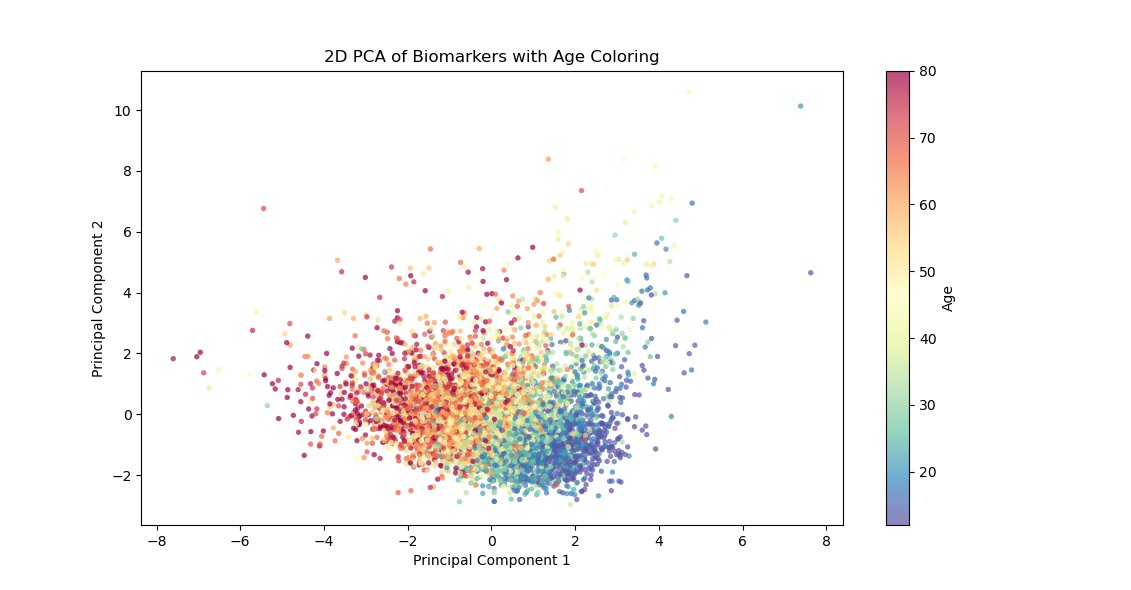 2D PCA of Biomarkers with Age Coloring
10
8
6
4
2
0
−2
Principal Component 2
−8 −6 −4 −2 0 2 4 6 8
Principal Component 1
80
70
60
50
40
30
20
Age